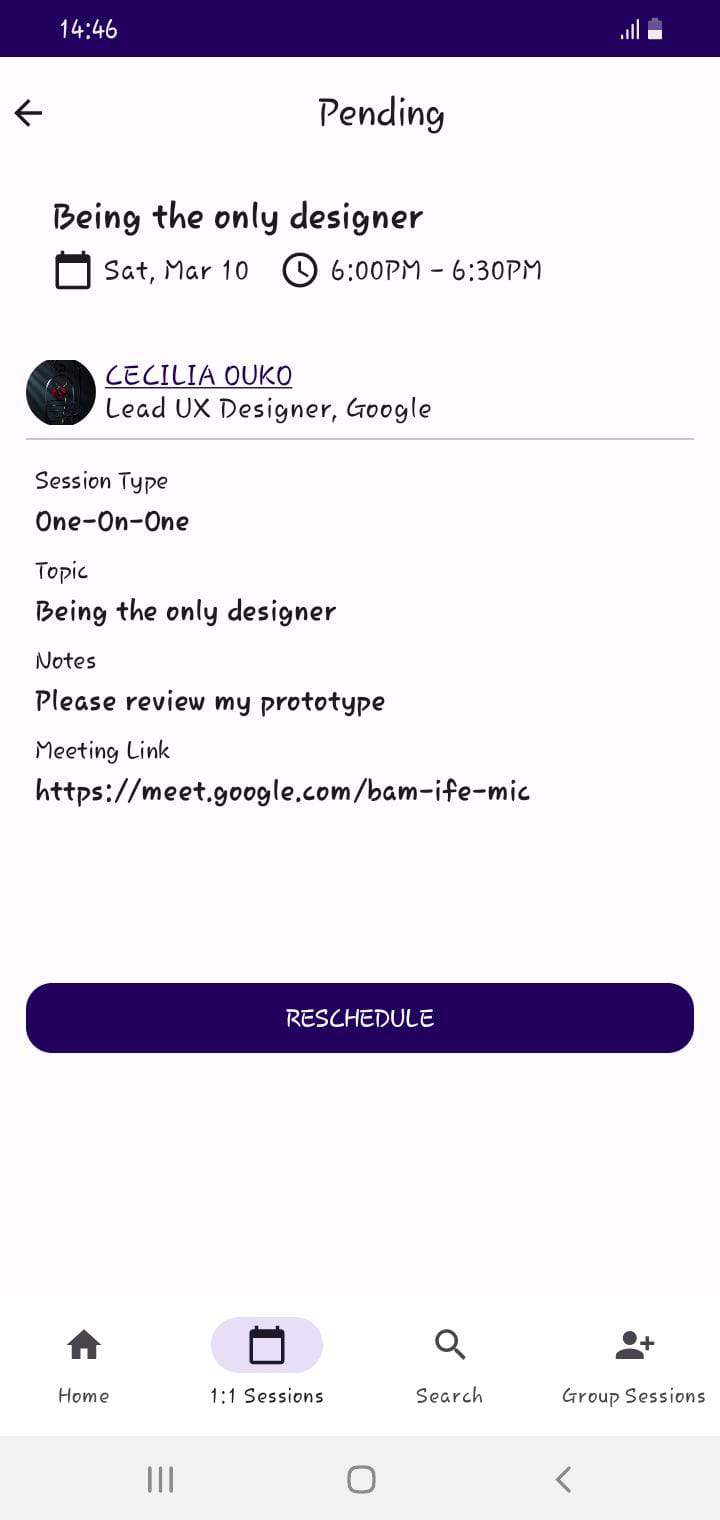 14:46
Pending
Being the only designer
Sat, Mar 10 6:00PM - 6:30PM
CECILIA OUKO
Lead UX Designer, Google
Session Type
One-On-One
Topic
Being the only designer
Notes
Please review my prototype
Meeting Link
https://meet.google.com/bam-ife-mic
RESCHEDULE
Home 1:1 Sessions Search Group Sessions